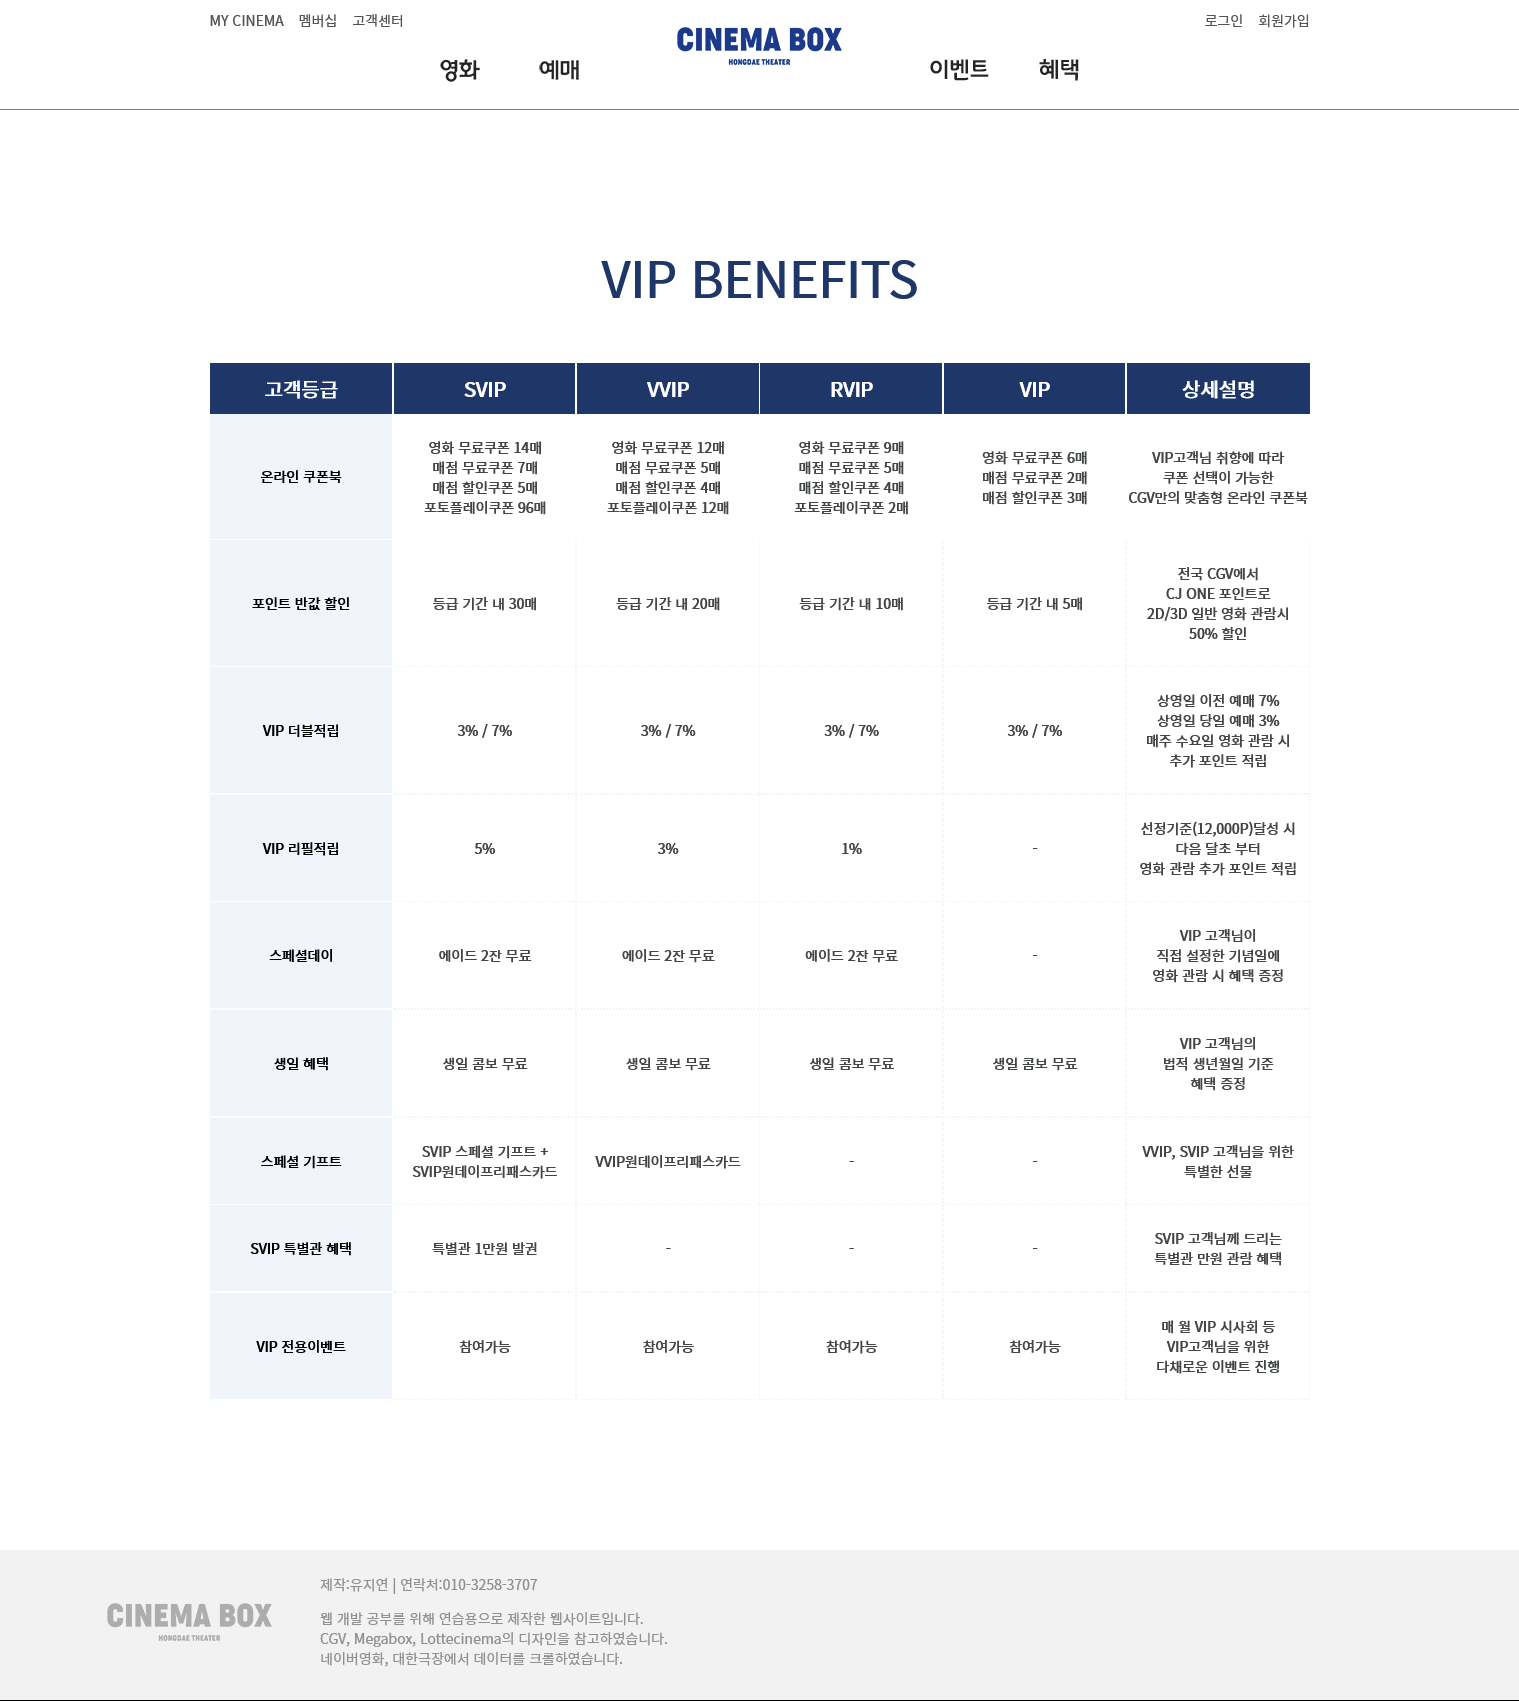 MY CINEMA 멤버십 고객센터
로그인 회원가입
CINEMA BOX
HONGDAE THEATER
영화 예매 이벤트 혜택
VIP BENEFITS
고객등급 SVIP VVIP RVIP VIP 상세설명
온라인 쿠폰북
영화 무료쿠폰 14매
매점 무료쿠폰 7매
매점 할인쿠폰 5매
포토플레이쿠폰 96매
영화 무료쿠폰 12매
매점 무료쿠폰 5매
매점 할인쿠폰 4매
포토플레이쿠폰 12매
영화 무료쿠폰 9매
매점 무료쿠폰 5매
매점 할인쿠폰 4매
포토플레이쿠폰 2매
영화 무료쿠폰 6매
매점 무료쿠폰 2매
매점 할인쿠폰 3매
VIP고객님 취향에 따라
쿠폰 선택이 가능한
CGV만의 맞춤형 온라인 쿠폰북
포인트 반값 할인
등급 기간 내 30매
등급 기간 내 20매
등급 기간 내 10매
등급 기간 내 5매
전국 CGV에서
CJ ONE 포인트로
2D/3D 일반 영화 관람시
50% 할인
VIP 더블적립
3% / 7%
3% / 7%
3% / 7%
3% / 7%
상영일 이전 예매 7%
상영일 당일 예매 3%
매주 수요일 영화 관람 시
추가 포인트 적립
VIP 리필적립
5%
3%
1%
-
선정기준(12,000P)달성 시
다음 달초 부터
영화 관람 추가 포인트 적립
스페셜데이
에이드 2잔 무료
에이드 2잔 무료
에이드 2잔 무료
-
VIP 고객님이
직접 설정한 기념일에
영화 관람 시 혜택 증정
생일 혜택
생일 콤보 무료
생일 콤보 무료
생일 콤보 무료
생일 콤보 무료
VIP 고객님의
법적 생년월일 기준
혜택 증정
스페셜 기프트
SVIP 스페셜 기프트 +
SVIP원데이프리패스카드
VVIP원데이프리패스카드
-
-
VVIP, SVIP 고객님을 위한
특별한 선물
SVIP 특별관 혜택
특별관 1만원 발권
-
-
-
SVIP 고객님께 드리는
특별관 만원 관람 혜택
VIP 전용이벤트
참여가능
참여가능
참여가능
참여가능
매 월 VIP 시사회 등
VIP고객님을 위한
다채로운 이벤트 진행
CINEMA BOX
HONGDAE THEATER
제작:유지연 | 연락처:010-3258-3707
웹 개발 공부를 위해 연습용으로 제작한 웹사이트입니다.
CGV, Megabox, Lottecinema의 디자인을 참고하였습니다.
네이버영화, 대한극장에서 데이터를 크롤하였습니다.